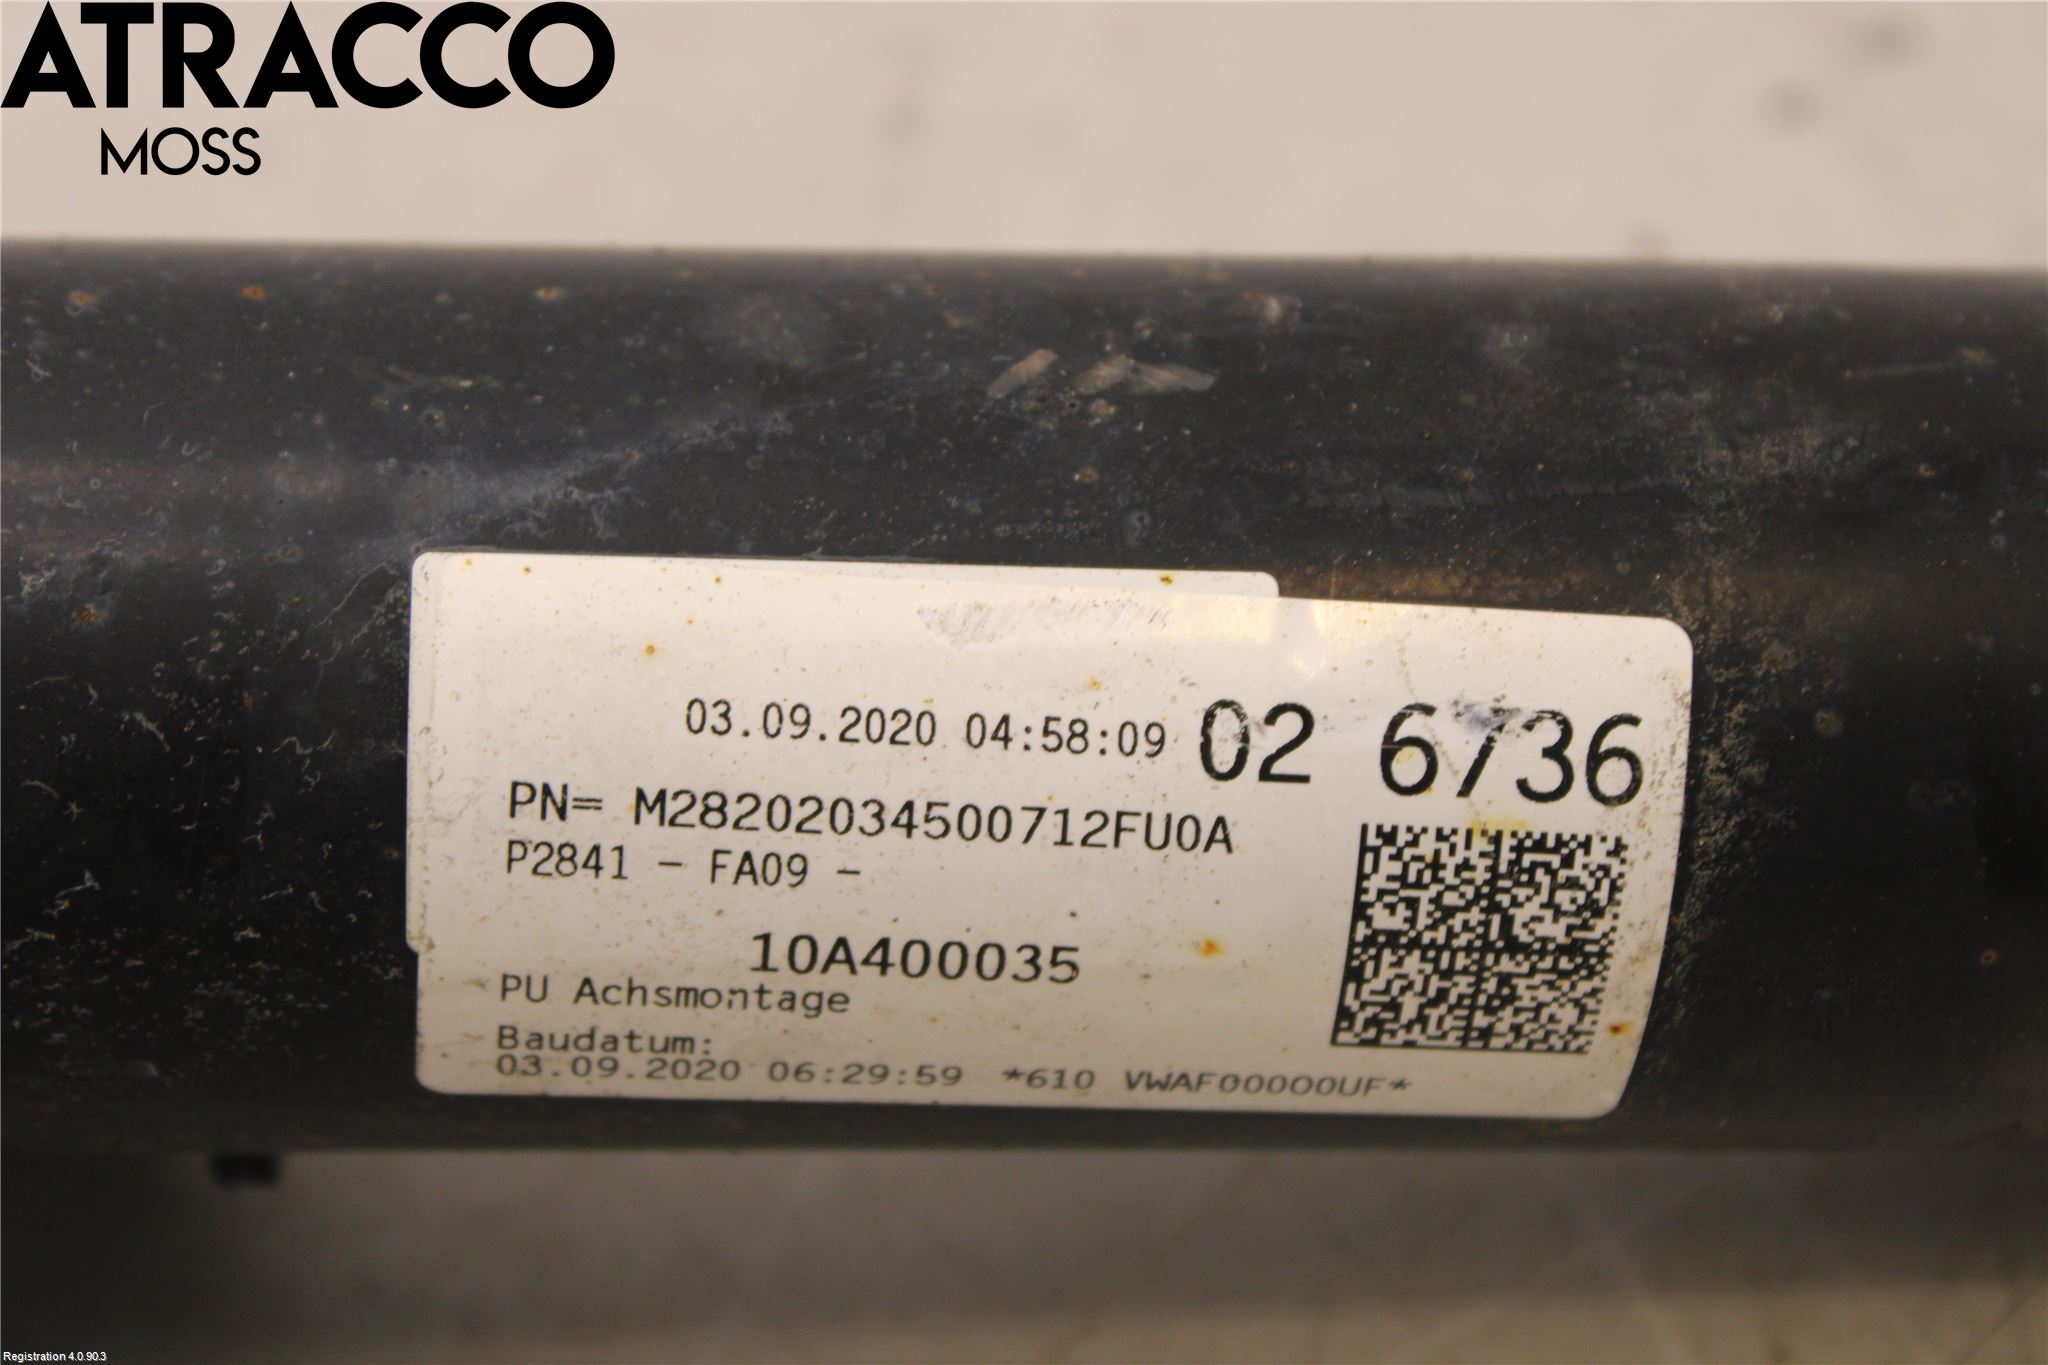 ATRACCO
MOSS
03.09.2020 04:58:09 02 6736
PN= M28202034500712FU0A
P2841 - FA09 -
10A400035
PU Achsmontage
Baudatum:
03.09.2020 06:29:59 *610 VWAF00000UF*
Registration 4.0.90.3